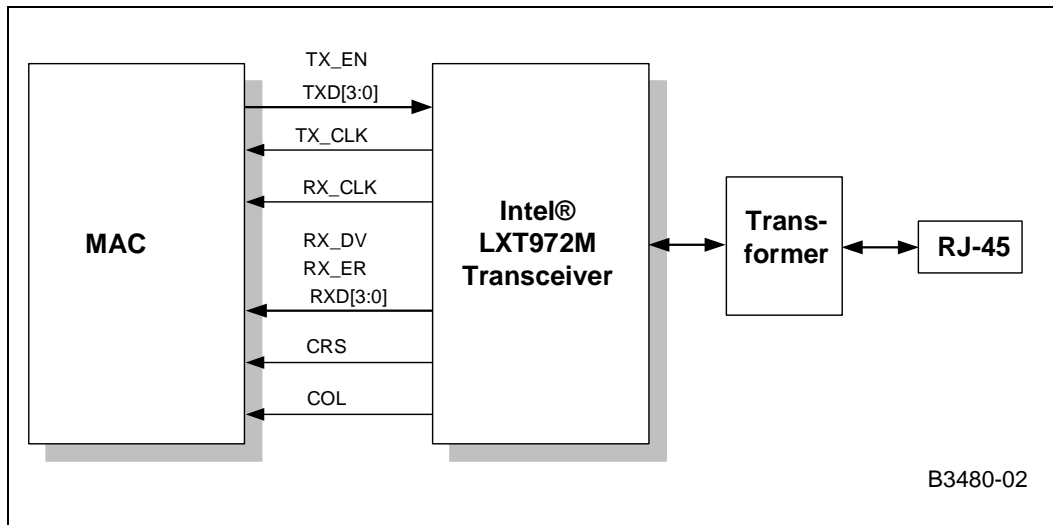 TX_EN
TXD[3:0]
TX_CLK
RX_CLK
RX_DV
RX_ER
RXD[3:0]
CRS
COL
MAC
Intel®
LXT972M
Transceiver
Trans-
former
RJ-45
B3480-02